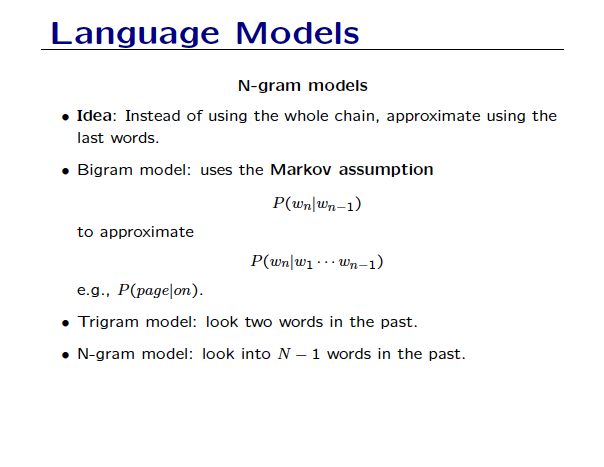 Language Models
N-gram models
• Idea: Instead of using the whole chain, approximate using the
last words.
• Bigram model: uses the Markov assumption
P(wₙ|wₙ₋₁)
to approximate
P(wₙ|w₁ ⋯ wₙ₋₁)
e.g., P(page|on).
• Trigram model: look two words in the past.
• N-gram model: look into N − 1 words in the past.